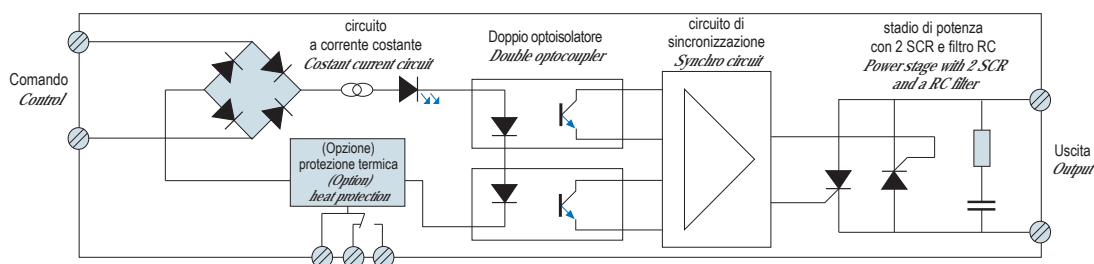 circuito
a corrente costante
Costant current circuit
Doppio optoisolatore
Double optocoupler
circuito di
sincronizzazione
Synchro circuit
stadio di potenza
con 2 SCR e filtro RC
Power stage with 2 SCR
and a RC filter
Comando
Control
(Opzione)
protezione termica
(Option)
heat protection
Uscita
Output